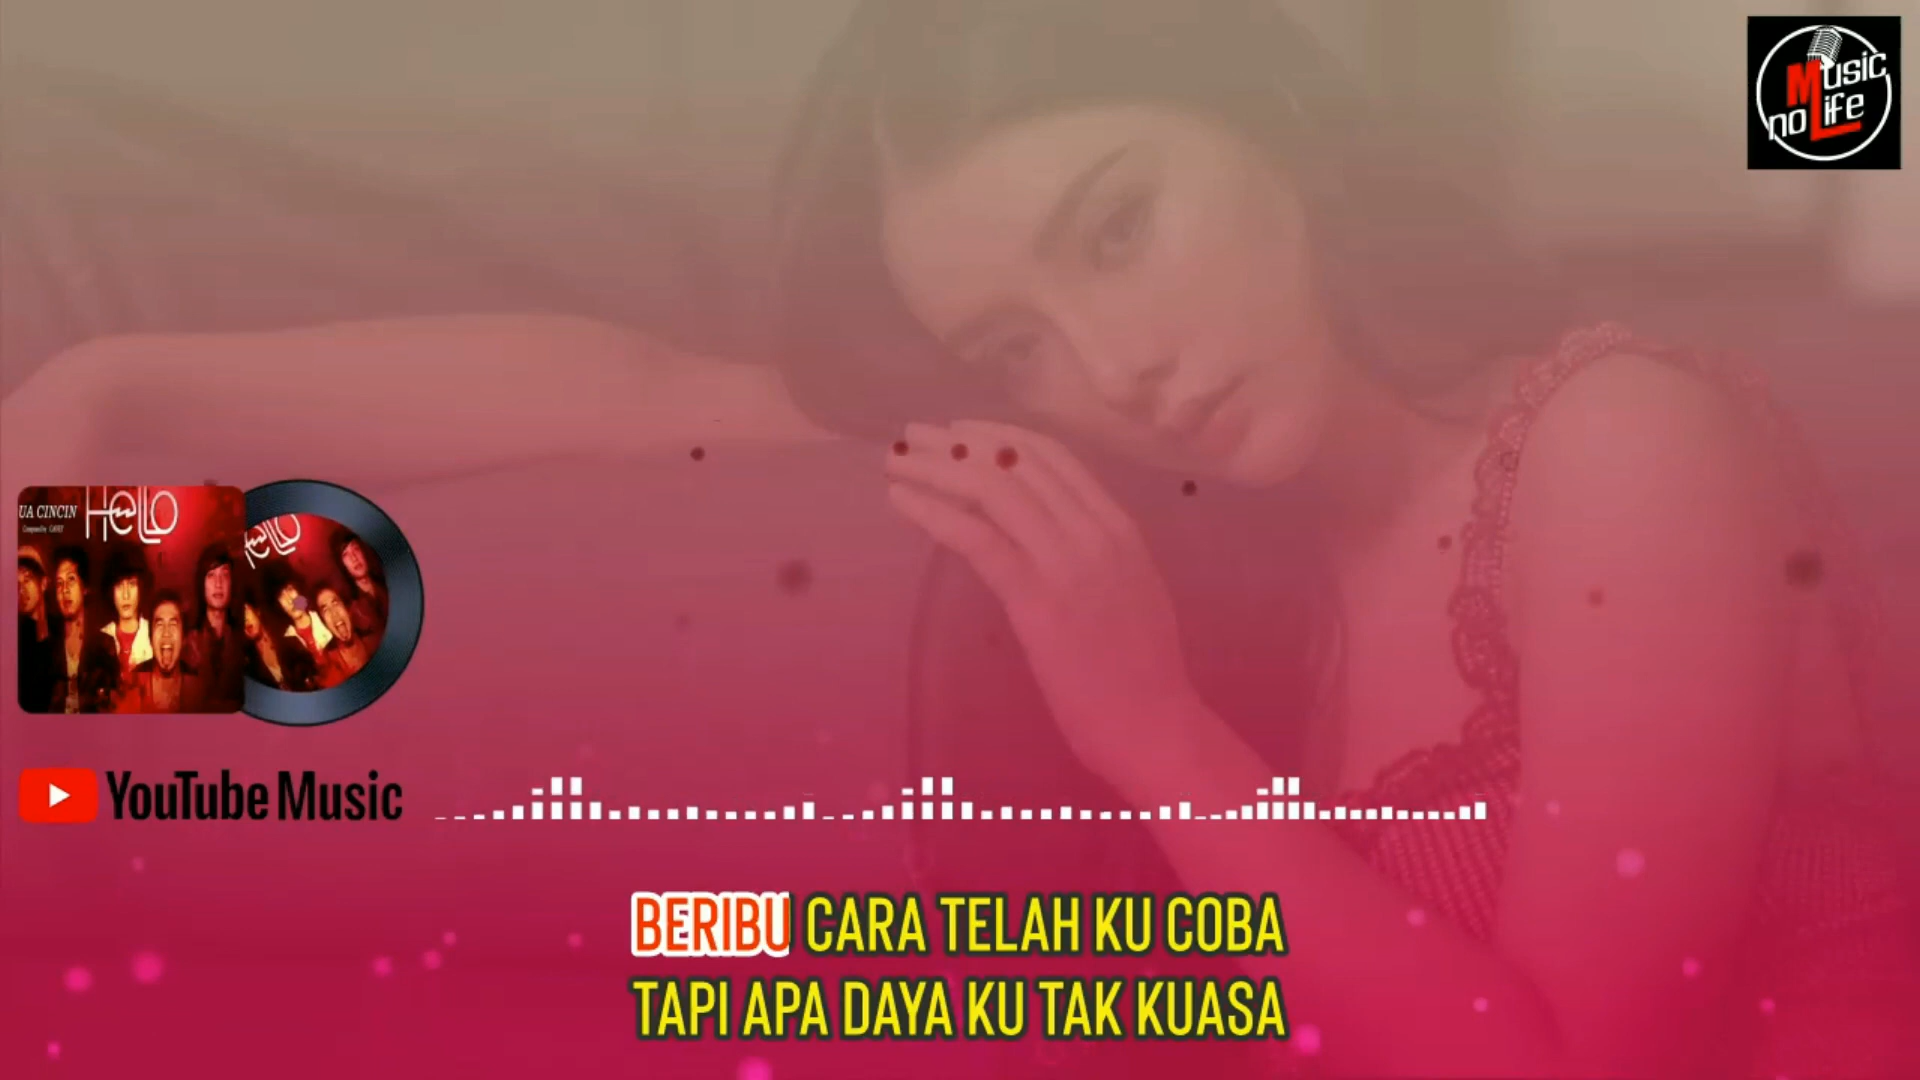 Music
no Life
UA CINCIN
HELLO
YouTube Music
BERIBU CARA TELAH KU COBA
TAPI APA DAYA KU TAK KUASA